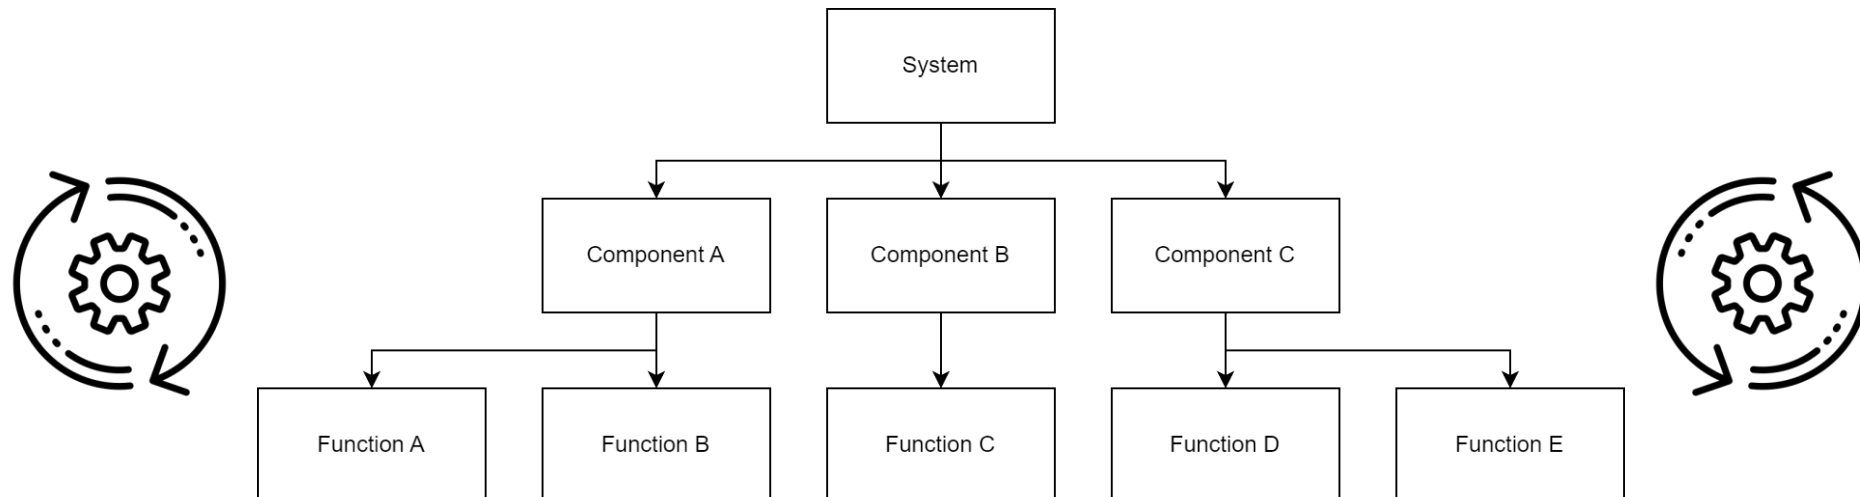 System
Component A
Component B
Component C
Function A
Function B
Function C
Function D
Function E